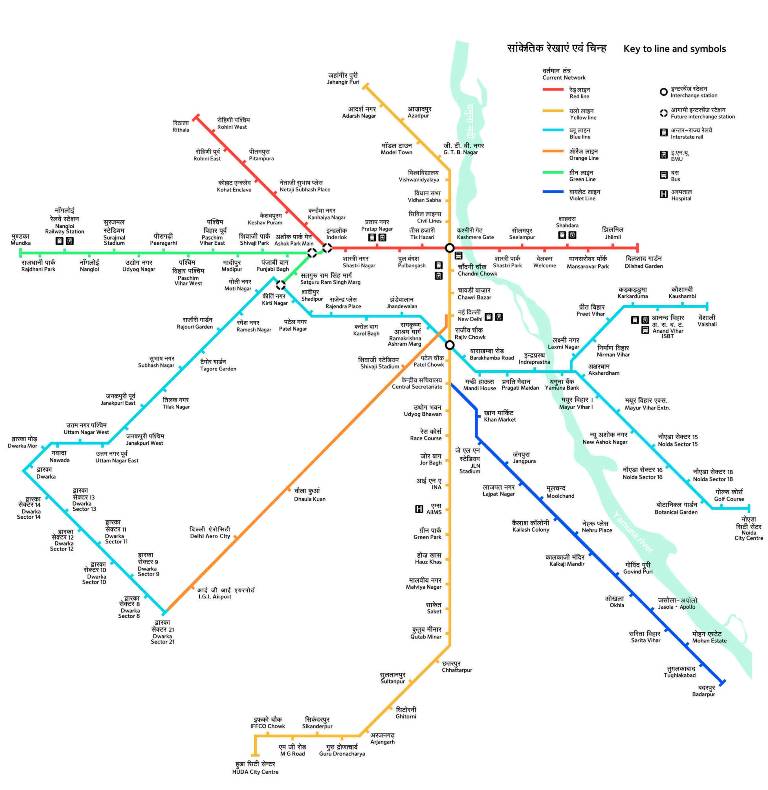 सांकेतिक रेखाएं एवं चिन्ह Key to line and symbols
वर्तमान तंत्र
Current Network
रेड लाइन
Red line
यलो लाइन
Yellow line
ब्लू लाइन
Blue line
ऑरेंज लाइन
Orange Line
ग्रीन लाइन
Green Line
वायलेट लाइन
Violet Line
इन्टरचेंज स्टेशन
Interchange station
आगामी इन्टरचेंज स्टेशन
Future interchange station
अन्तर-राज्य रेलवे
Interstate rail
इ.एम.यू.
EMU
बस
Bus
अस्पताल
Hospital
जहांगीर पुरी
Jehangir Puri
आदर्श नगर
Adarsh Nagar
आज़ादपुर
Azadpur
मॉडल टाउन
Model Town
जी. टी. बी. नगर
G. T. B. Nagar
विश्वविद्यालय
Vishwavidyalaya
विधान सभा
Vidhan Sabha
सिविल लाइन्स
Civil Lines
रिठाला
Rithala
रोहिणी पश्चिम
Rohini West
रोहिणी पूर्व
Rohini East
पीतमपुरा
Pitampura
कोहाट एन्क्लेव
Kohat Enclave
नेताजी सुभाष प्लेस
Netaji Subhash Place
केशवपुरम
Keshav Puram
कन्हैया नगर
Kanhaiya Nagar
इन्द्रलोक
Inderlok
शास्त्री नगर
Shastri Nagar
प्रताप नगर
Pratap Nagar
पुल बंगश
Pulbangash
तीस हजारी
Tis Hazari
कश्मीरी गेट
Kashmere Gate
शास्त्री पार्क
Shastri Park
सीलमपुर
Seelampur
वेलकम
Welcome
शाहदरा
Shahdara
मानसरोवर पार्क
Mansarovar Park
झिलमिल
Jhilmil
दिलशाद गार्डन
Dilshad Garden
मुण्डका
Mundka
राजधानी पार्क
Rajdhani Park
नाँगलोई
रेलवे स्टेशन
Nangloi
Railway Station
नाँगलोई
Nangloi
सूरजमल
स्टेडियम
Surajmal
Stadium
उद्योग नगर
Udyog Nagar
पीरागढ़ी
Peeragarhi
पश्चिम
विहार पश्चिम
Paschim
Vihar West
पश्चिम
विहार पूर्व
Paschim
Vihar East
मादीपुर
Madipur
शिवाजी पार्क
Shivaji Park
पंजाबी बाग
Punjabi Bagh
अशोक पार्क मेन
Ashok Park Main
सतगुरु राम सिंह मार्ग
Satguru Ram Singh Marg
कीर्ति नगर
Kirti Nagar
मोती नगर
Moti Nagar
रमेश नगर
Ramesh Nagar
राजौरी गार्डन
Rajouri Garden
टैगोर गार्डन
Tagore Garden
सुभाष नगर
Subhash Nagar
तिलक नगर
Tilak Nagar
जनकपुरी पूर्व
Janakpuri East
जनकपुरी पश्चिम
Janakpuri West
उत्तम नगर पूर्व
Uttam Nagar East
उत्तम नगर पश्चिम
Uttam Nagar West
नवादा
Nawada
द्वारका मोड़
Dwarka Mor
द्वारका
Dwarka
द्वारका
सेक्टर 14
Dwarka
Sector 14
द्वारका
सेक्टर 13
Dwarka
Sector 13
द्वारका
सेक्टर 12
Dwarka
Sector 12
द्वारका
सेक्टर 11
Dwarka
Sector 11
द्वारका
सेक्टर 10
Dwarka
Sector 10
द्वारका
सेक्टर 9
Dwarka
Sector 9
द्वारका
सेक्टर 8
Dwarka
Sector 8
द्वारका
सेक्टर 21
Dwarka
Sector 21
शादीपुर
Shadipur
पटेल नगर
Patel Nagar
राजेन्द्र प्लेस
Rajendra Place
करोल बाग
Karol Bagh
झंडेवालान
Jhandewalan
रामकृष्ण
आश्रम मार्ग
Ramakrishna
Ashram Marg
चाँदनी चौक
Chandni Chowk
चावड़ी बाज़ार
Chawri Bazar
नई दिल्ली
New Delhi
राजीव चौक
Rajiv Chowk
पटेल चौक
Patel Chowk
केन्द्रीय सचिवालय
Central Secretariat
शिवाजी स्टेडियम
Shivaji Stadium
धौला कुआं
Dhaula Kuan
दिल्ली ऐरोसिटी
Delhi Aero City
आई जी आई एयरपोर्ट
I.G.I. Airport
बाराखम्बा रोड
Barakhamba Road
मण्डी हाऊस
Mandi House
प्रगति मैदान
Pragati Maidan
इन्द्रप्रस्थ
Indraprastha
यमुना बैंक
Yamuna Bank
लक्ष्मी नगर
Laxmi Nagar
निर्माण विहार
Nirman Vihar
प्रीत विहार
Preet Vihar
कड़कड़डूमा
Karkarduma
आनन्द विहार
अ. रा. ब. ट.
Anand Vihar
ISBT
कौशाम्बी
Kaushambi
वैशाली
Vaishali
अक्षरधाम
Akshardham
मयूर विहार I
Mayur Vihar I
मयूर विहार एक्स.
Mayur Vihar Extn.
न्यू अशोक नगर
New Ashok Nagar
नौएडा सेक्टर 15
Noida Sector 15
नौएडा सेक्टर 16
Noida Sector 16
नौएडा सेक्टर 18
Noida Sector 18
बोटानिकल गार्डन
Botanical Garden
गोल्फ कोर्स
Golf Course
नोएडा
सिटी सेंटर
Noida
City Centre
उद्योग भवन
Udyog Bhawan
रेस कोर्स
Race Course
जोर बाग
Jor Bagh
आई एन ए
INA
एम्स
AIIMS
ग्रीन पार्क
Green Park
हौज़ खास
Hauz Khas
मालवीय नगर
Malviya Nagar
साकेत
Saket
कुतुब मीनार
Qutab Minar
छत्तरपुर
Chhattarpur
सुल्तानपुर
Sultanpur
घिटोरनी
Ghitorni
अरजनगढ़
Arjangarh
गुरु द्रोणाचार्य
Guru Dronacharya
सिकंदरपुर
Sikanderpur
एम जी रोड
M G Road
इफको चौक
IFFCO Chowk
हुडा सिटी सेन्टर
HUDA City Centre
खान मार्किट
Khan Market
जे एल एन
स्टेडियम
JLN
Stadium
जंगपुरा
Jangpura
लाजपत नगर
Lajpat Nagar
मूलचन्द
Moolchand
कैलाश कॉलोनी
Kailash Colony
नेहरू प्लेस
Nehru Place
कालकाजी मंदिर
Kalkaji Mandir
गोविंद पुरी
Govind Puri
ओखला
Okhla
जसोला-अपोलो
Jasola - Apollo
सरिता विहार
Sarita Vihar
मोहन एस्टेट
Mohan Estate
तुग़लकाबाद
Tughlakabad
बदरपुर
Badarpur
यमुना नदी
Yamuna river